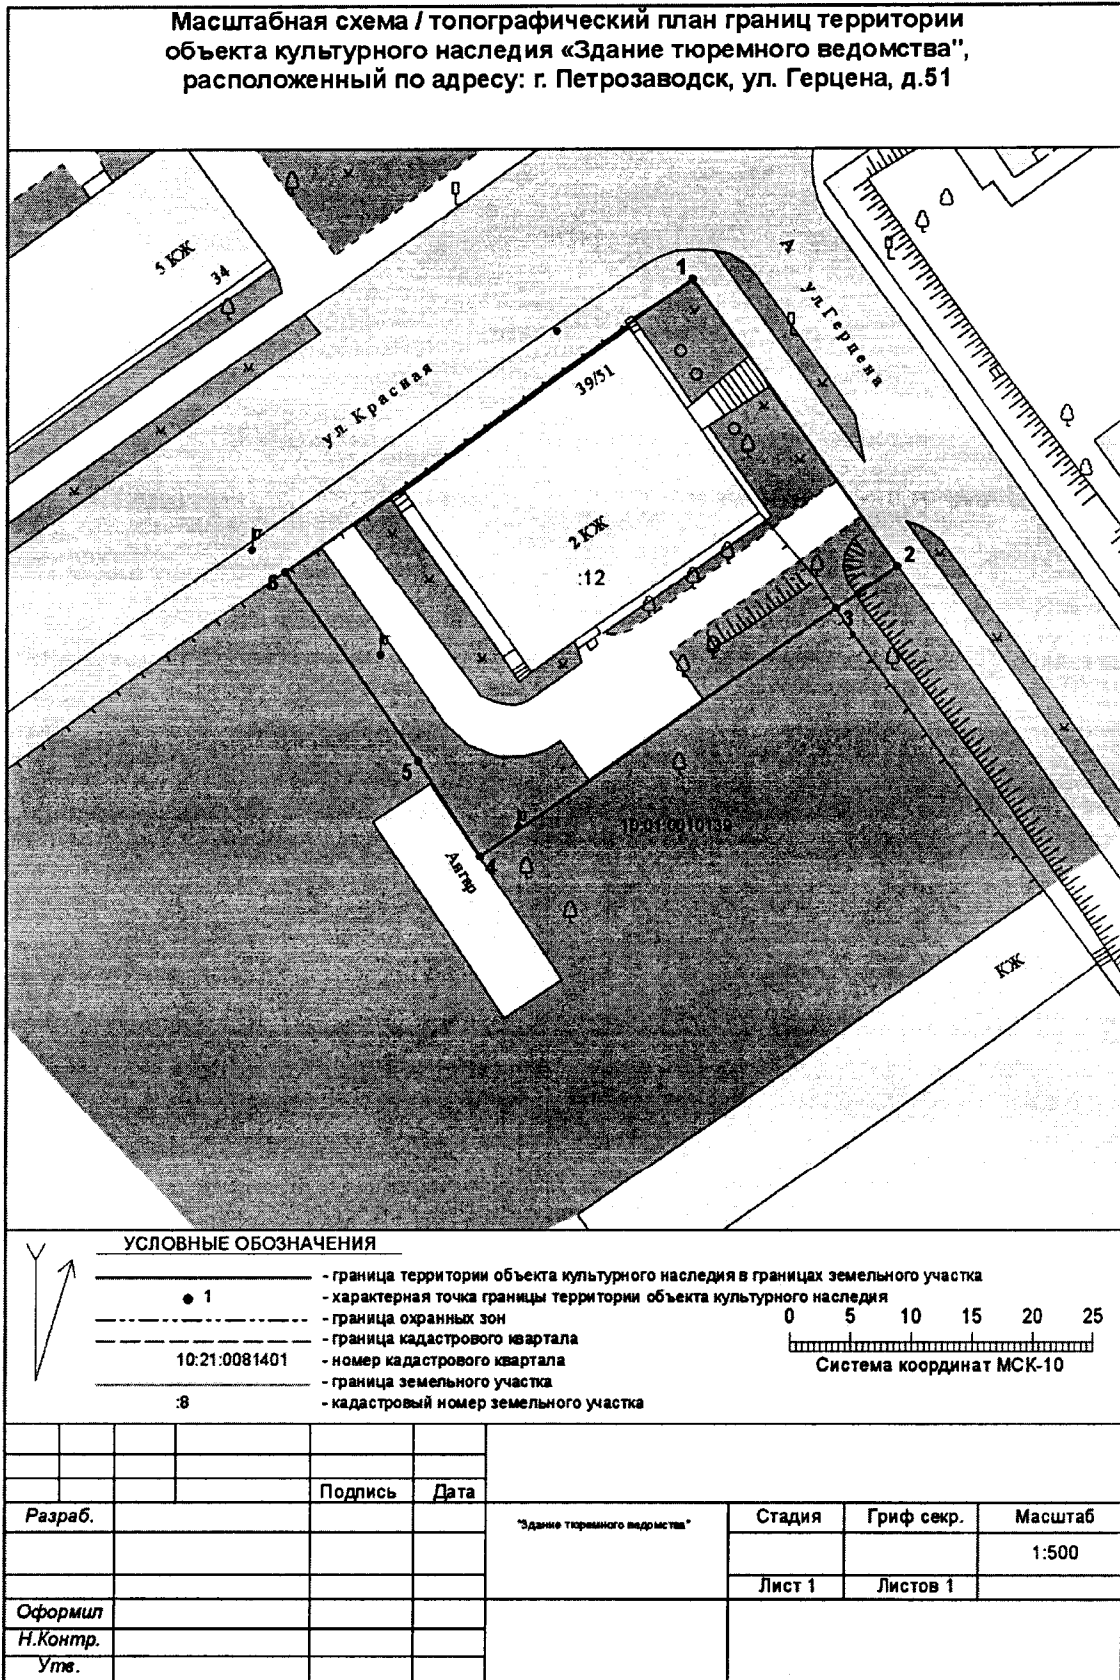 Масштабная схема / топографический план границ территории
объекта культурного наследия «Здание тюремного ведомства",
расположенный по адресу: г. Петрозаводск, ул. Герцена, д.51
5 КЖ
34
1
А
ул.Герцена
39/51
ул. Красная
2 КЖ
:12
2
3
6
5
4
10:01:0010139
Ангар
КЖ
УСЛОВНЫЕ ОБОЗНАЧЕНИЯ
- граница территории объекта культурного наследия в границах земельного участка
1 - характерная точка границы территории объекта культурного наследия
- граница охранных зон
- граница кадастрового квартала
10:21:0081401 - номер кадастрового квартала
- граница земельного участка
:8 - кадастровый номер земельного участка
0 5 10 15 20 25
Система координат МСК-10
Подпись Дата
Разраб.
"Здание тюремного ведомства"
Стадия Гриф секр. Масштаб
1:500
Лист 1 Листов 1
Оформил
Н.Контр.
Утв.